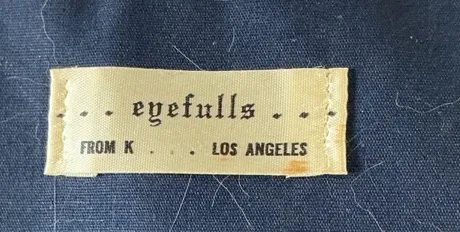 . . . eyefulls . . .
FROM K . . . LOS ANGELES